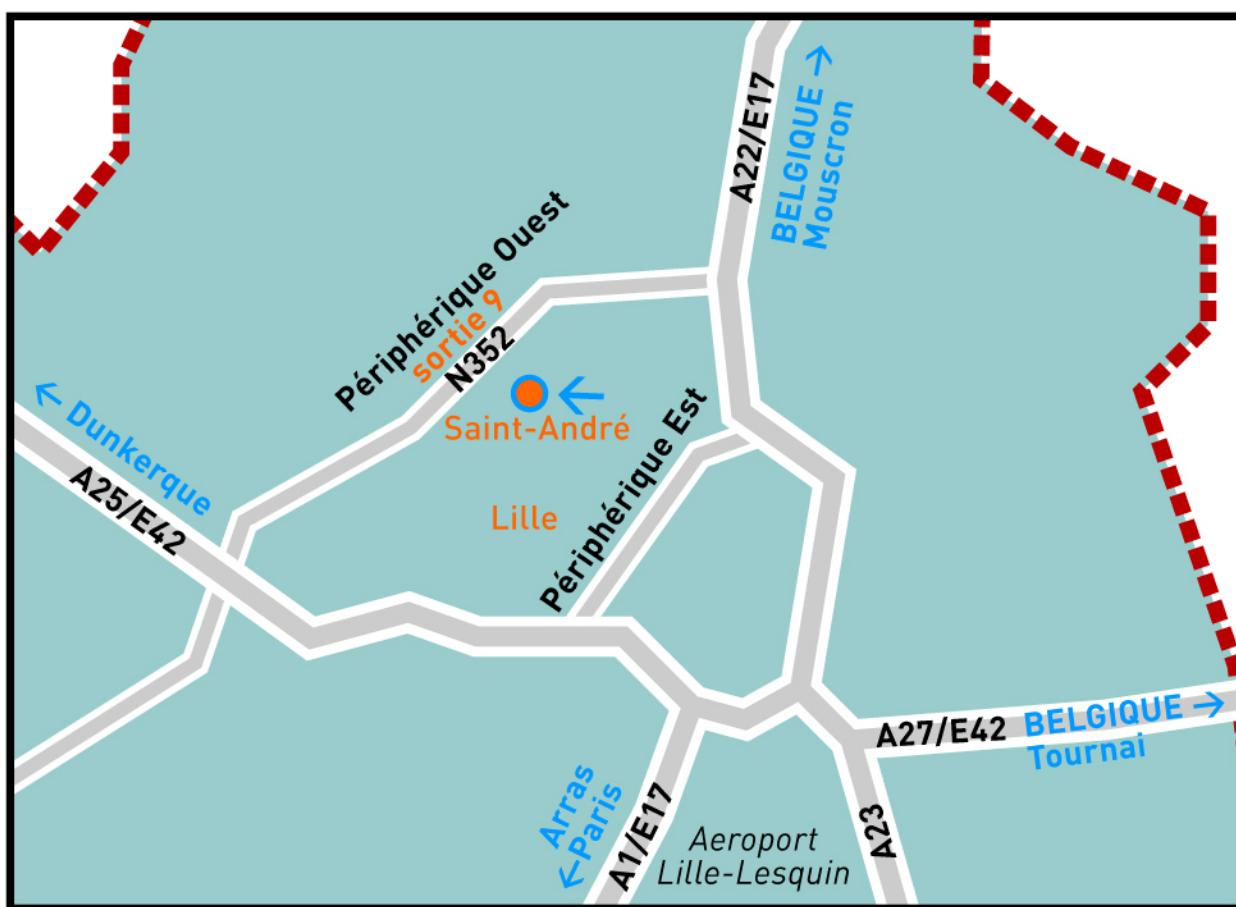 A22/E17
BELGIQUE →
Mouscron
Périphérique Ouest
sortie 9
N352
← Dunkerque
A25/E42
Saint-André
Lille
Périphérique Est
A27/E42
BELGIQUE →
Tournai
Arras
←Paris
A1/E17
Aeroport
Lille-Lesquin
A23